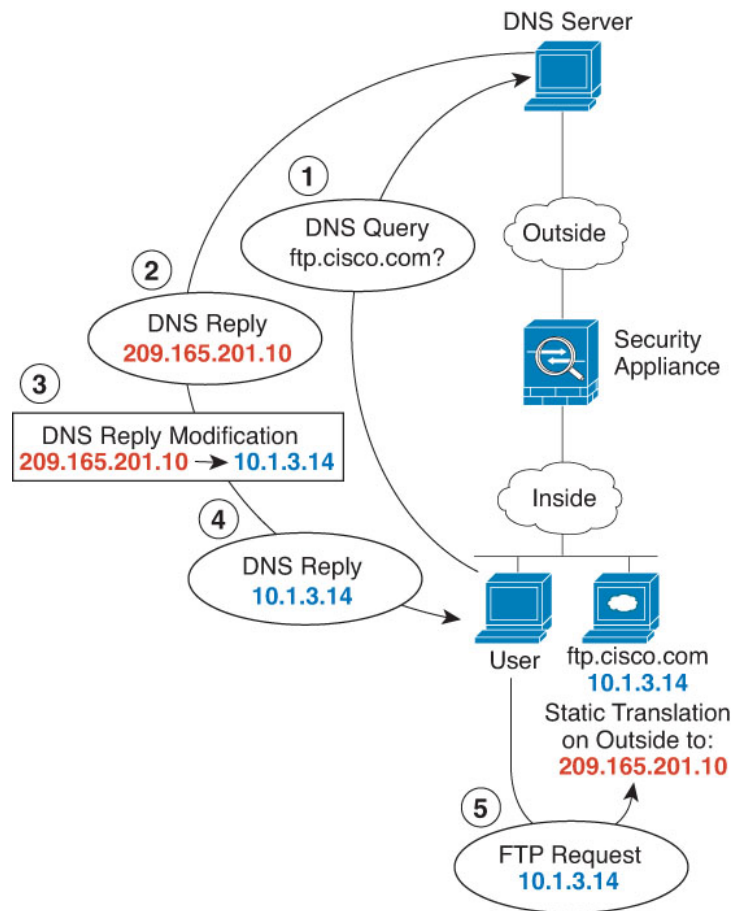 DNS Server
1
DNS Query
ftp.cisco.com?
Outside
2
DNS Reply
209.165.201.10
Security
Appliance
3
DNS Reply Modification
209.165.201.10 → 10.1.3.14
Inside
4
DNS Reply
10.1.3.14
User
ftp.cisco.com
10.1.3.14
Static Translation
on Outside to:
209.165.201.10
5
FTP Request
10.1.3.14